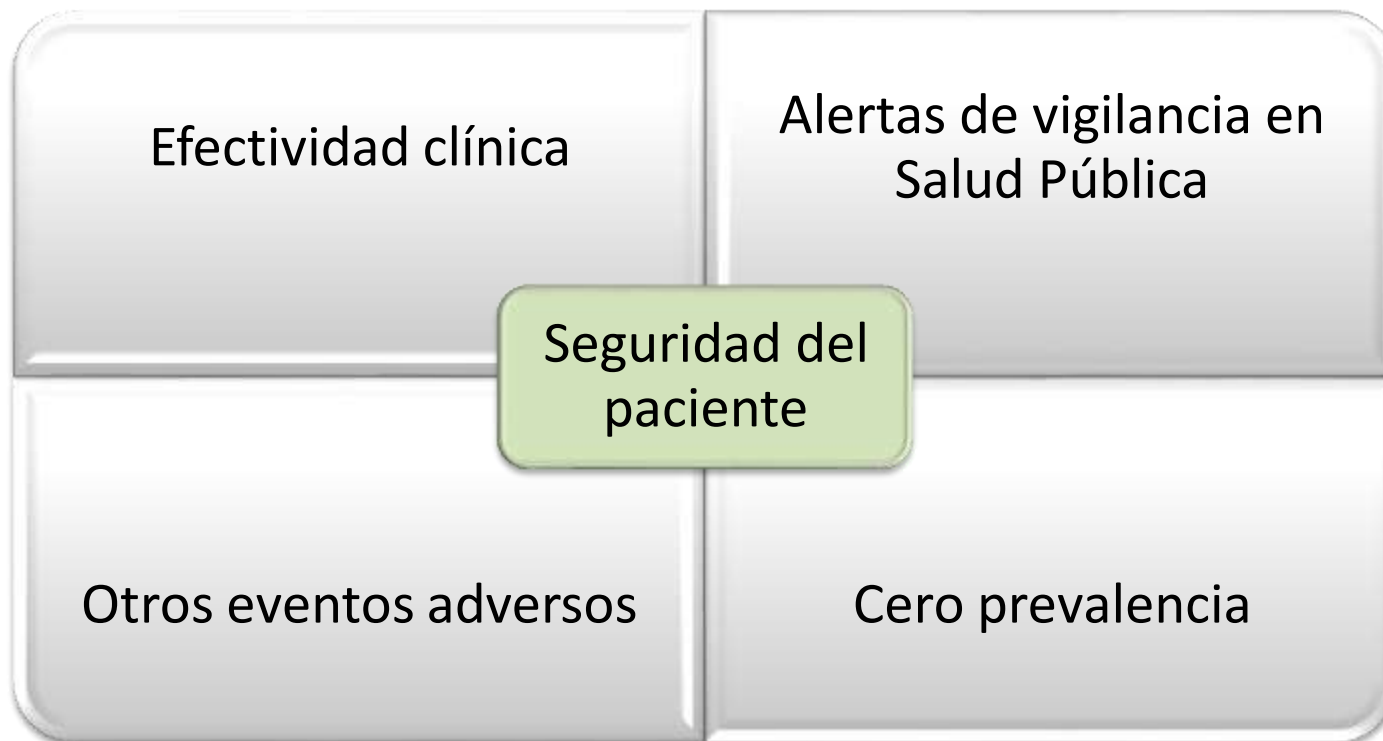 Efectividad clínica
Alertas de vigilancia en
Salud Pública
Seguridad del
paciente
Otros eventos adversos
Cero prevalencia